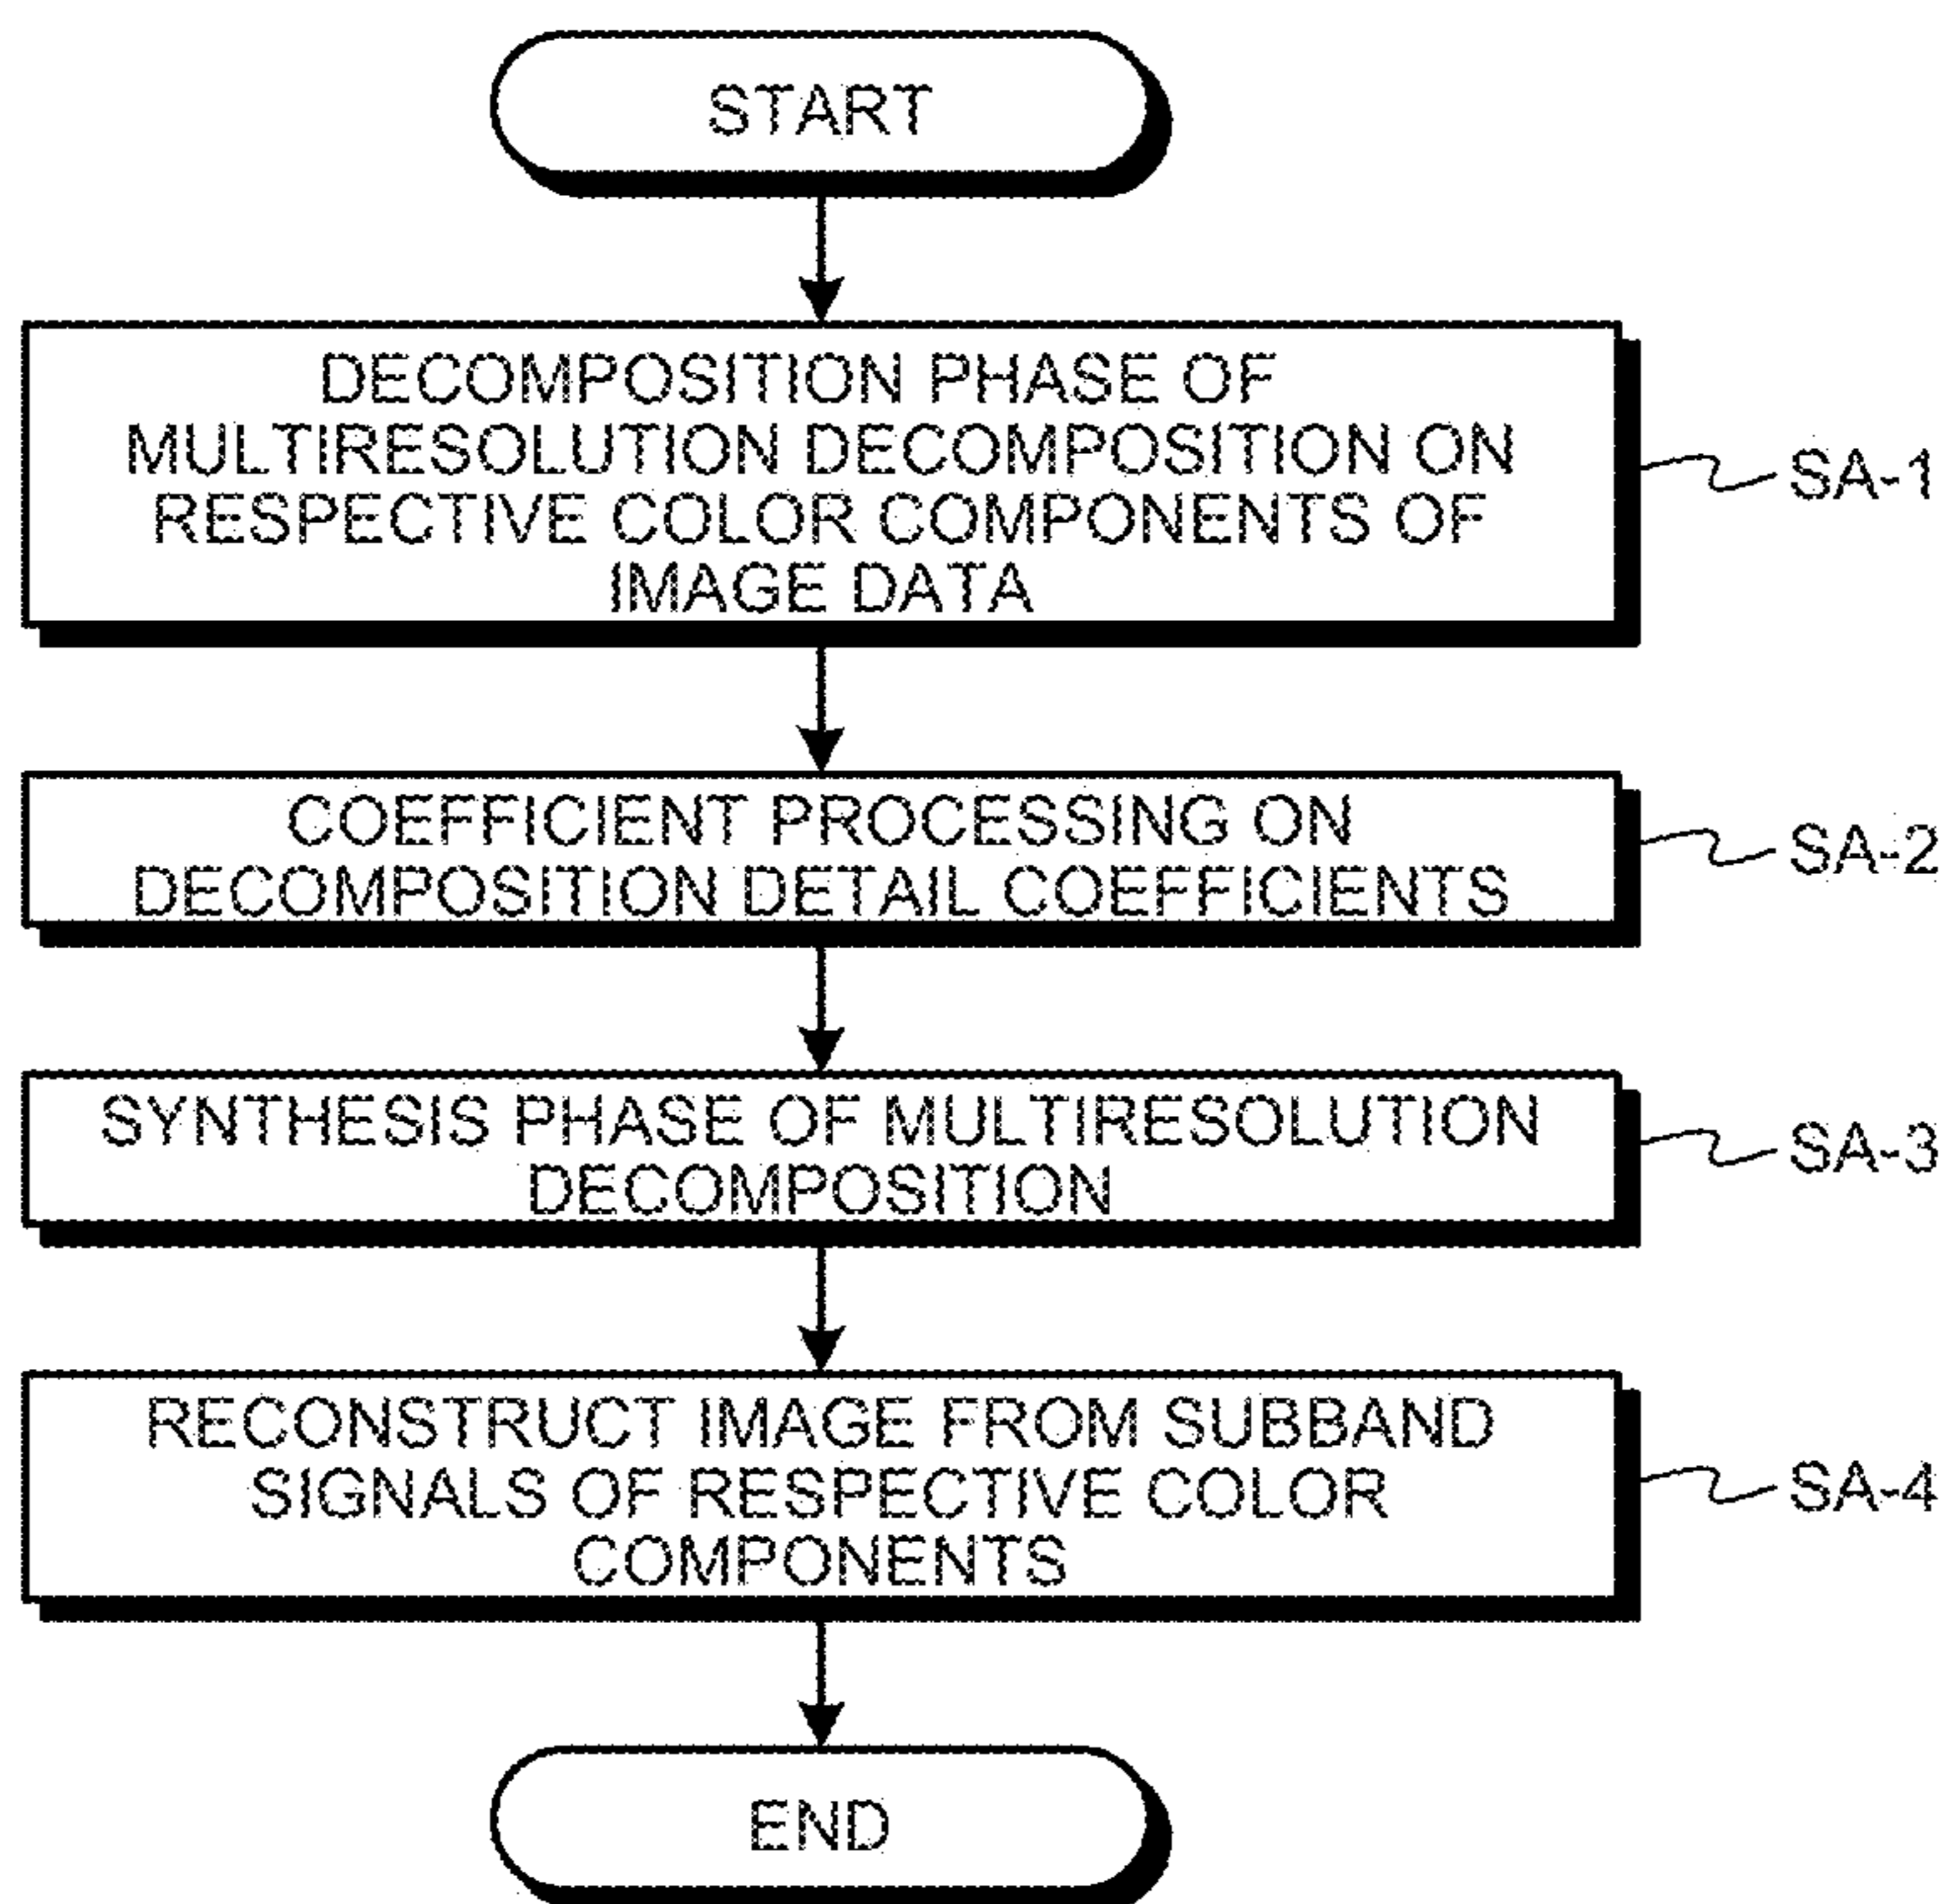 START
DECOMPOSITION PHASE OF
MULTIRESOLUTION DECOMPOSITION ON
RESPECTIVE COLOR COMPONENTS OF
IMAGE DATA
SA-1
COEFFICIENT PROCESSING ON
DECOMPOSITION DETAIL COEFFICIENTS
SA-2
SYNTHESIS PHASE OF MULTIRESOLUTION
DECOMPOSITION
SA-3
RECONSTRUCT IMAGE FROM SUBBAND
SIGNALS OF RESPECTIVE COLOR
COMPONENTS
SA-4
END